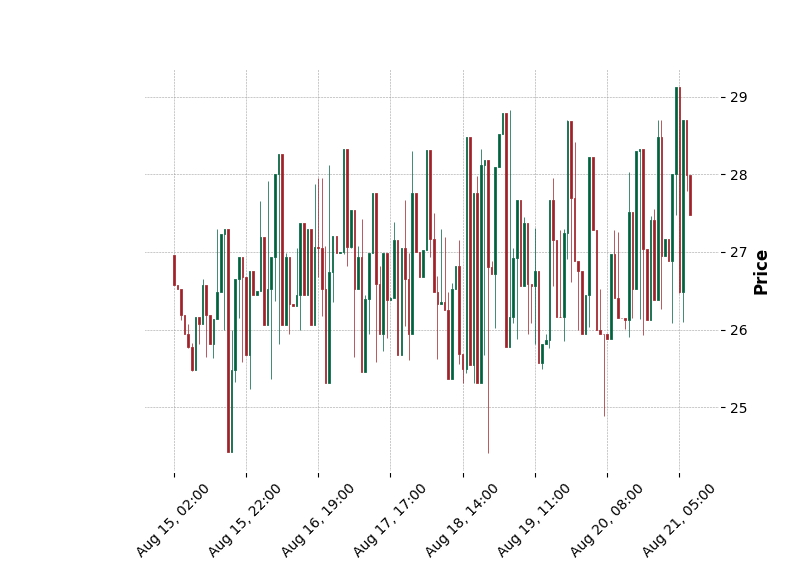 29
28
27
26
25
Price
Aug 15, 02:00
Aug 15, 22:00
Aug 16, 19:00
Aug 17, 17:00
Aug 18, 14:00
Aug 19, 11:00
Aug 20, 08:00
Aug 21, 05:00